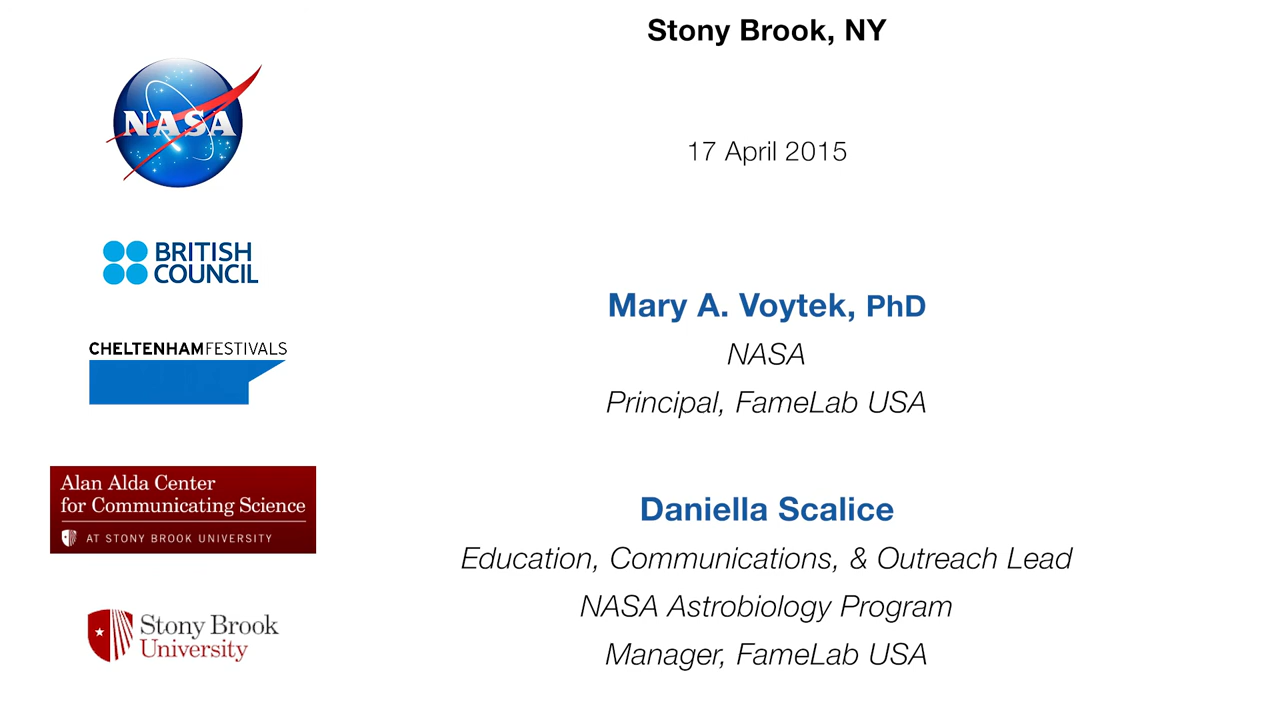 Stony Brook, NY
NASA
17 April 2015
BRITISH
COUNCIL
CHELTENHAMFESTIVALS
Alan Alda Center
for Communicating Science
AT STONY BROOK UNIVERSITY
Stony Brook
University
Mary A. Voytek, PhD
NASA
Principal, FameLab USA
Daniella Scalice
Education, Communications, & Outreach Lead
NASA Astrobiology Program
Manager, FameLab USA